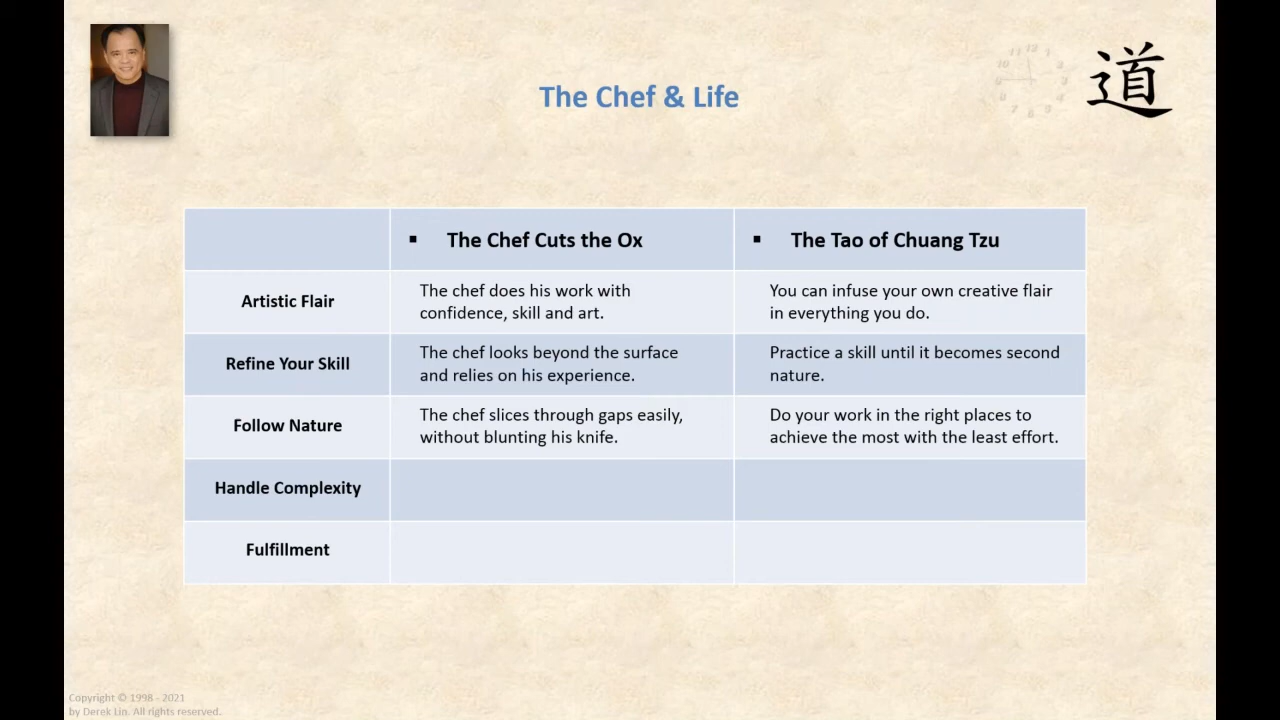 道
The Chef & Life
▪ The Chef Cuts the Ox
▪ The Tao of Chuang Tzu
Artistic Flair
The chef does his work with
confidence, skill and art.
You can infuse your own creative flair
in everything you do.
Refine Your Skill
The chef looks beyond the surface
and relies on his experience.
Practice a skill until it becomes second
nature.
Follow Nature
The chef slices through gaps easily,
without blunting his knife.
Do your work in the right places to
achieve the most with the least effort.
Handle Complexity
Fulfillment
Copyright © 1998 - 2021
by Derek Lin. All rights reserved.